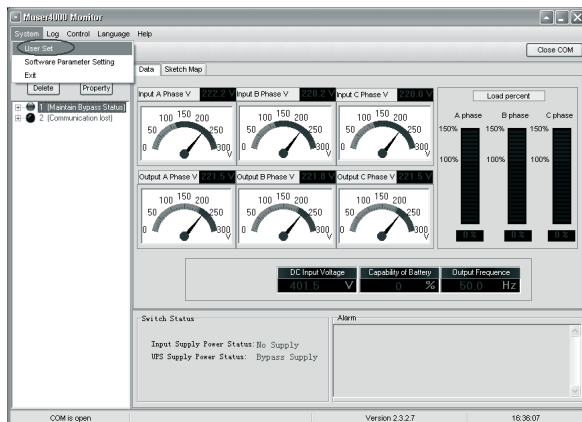 Muser4000 Monitor
System Log Control Language Help
User Set
Software Parameter Setting
Exit
Close COM
Delete Property
Data Sketch Map
1 (Maintain Bypass Status)
2 (Communication lost)
Input A Phase V 222.2 V Input B Phase V 220.2 V Input C Phase V 220.0 V
0 50 100 150 200 250 300 V
0 50 100 150 200 250 300 V
0 50 100 150 200 250 300 V
Output A Phase V 221.5 V Output B Phase V 221.8 V Output C Phase V 221.5 V
0 50 100 150 200 250 300 V
0 50 100 150 200 250 300 V
0 50 100 150 200 250 300 V
Load percent
A phase B phase C phase
150% 150% 150%
100% 100% 100%
0 % 0 % 0 %
DC Input Voltage Capability of Battery Output Frequence
401.5 V 0 % 50.0 Hz
Switch Status
Input Supply Power Status: No Supply
UPS Supply Power Status: Bypass Supply
Alarm
COM is open Version 2.3.2.7 16:36:07